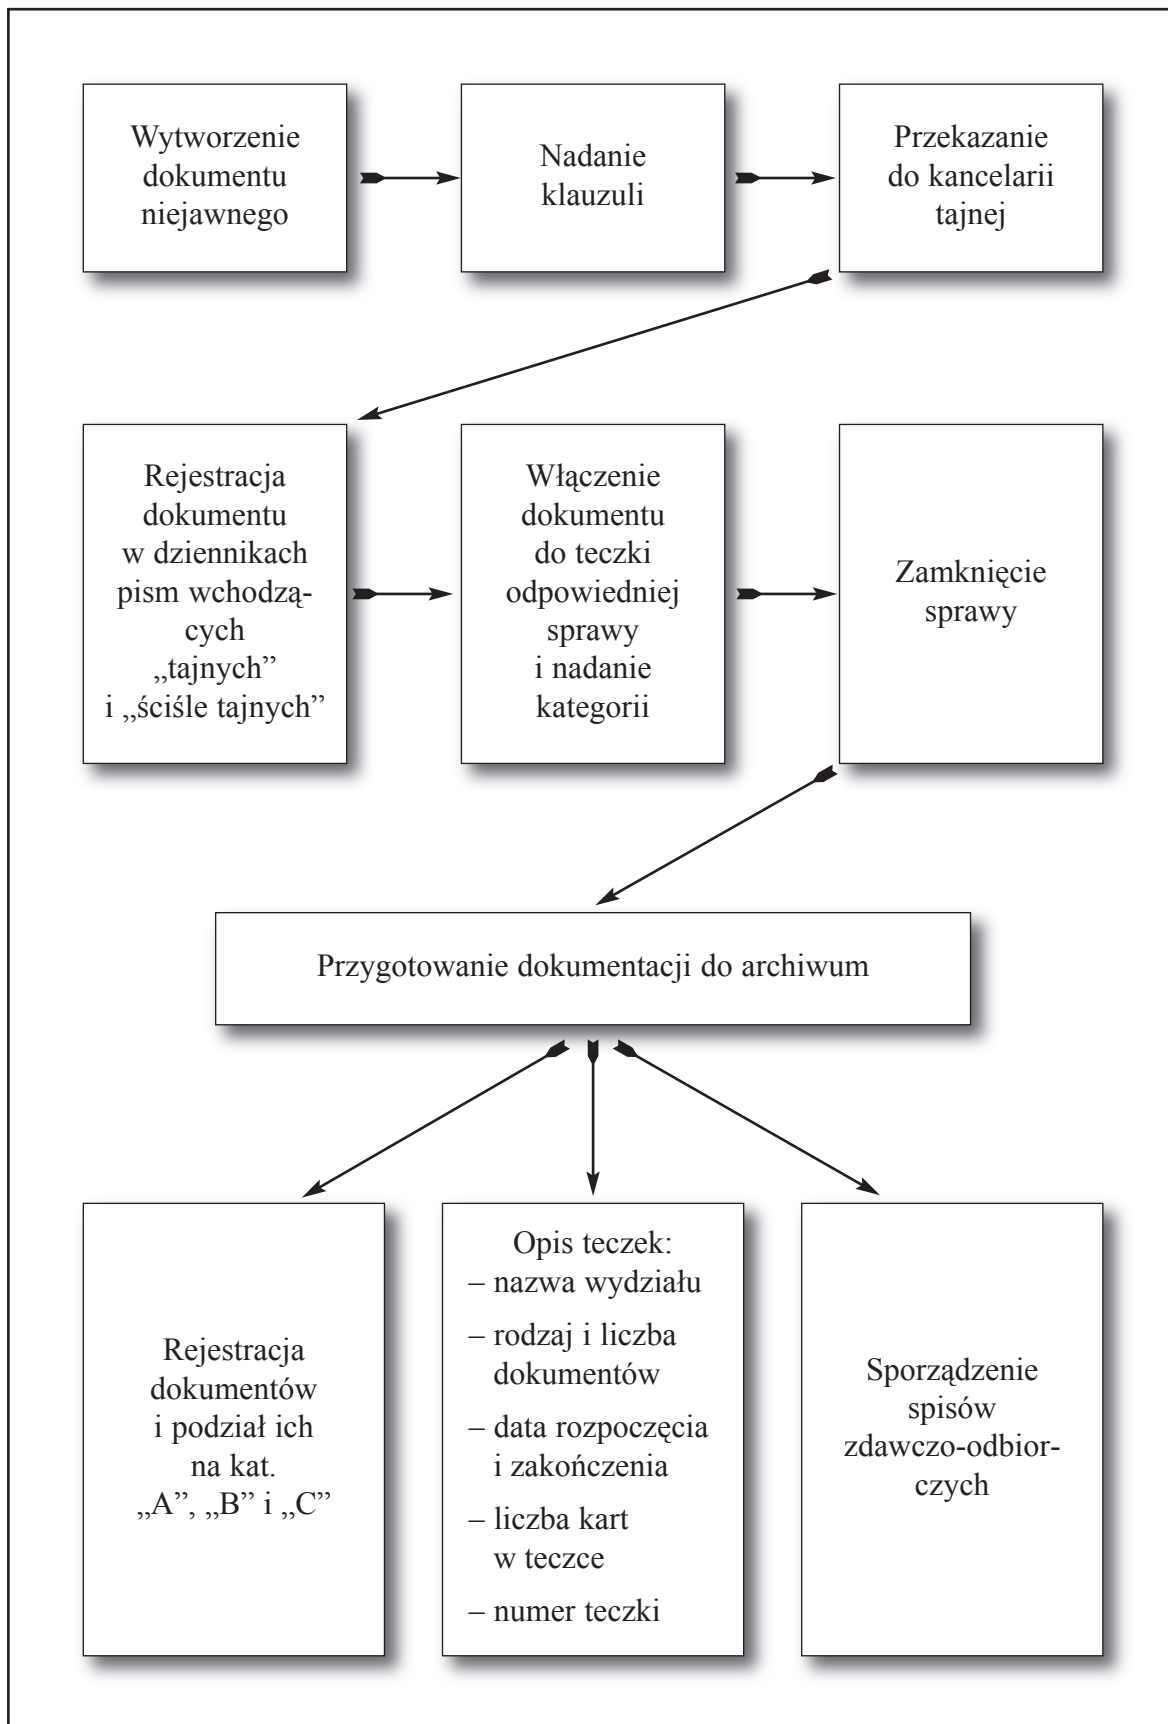 Wytworzenie
dokumentu
niejawnego
Nadanie
klauzuli
Przekazanie
do kancelarii
tajnej
Rejestracja
dokumentu
w dziennikach
pism wchodzą-
cych
„tajnych”
i „ściśle tajnych”
Włączenie
dokumentu
do teczki
odpowiedniej
sprawy
i nadanie
kategorii
Zamknięcie
sprawy
Przygotowanie dokumentacji do archiwum
Rejestracja
dokumentów
i podział ich
na kat.
„A”, „B” i „C”
Opis teczek:
– nazwa wydziału
– rodzaj i liczba
dokumentów
– data rozpoczęcia
i zakończenia
– liczba kart
w teczce
– numer teczki
Sporządzenie
spisów
zdawczo-odbior-
czych